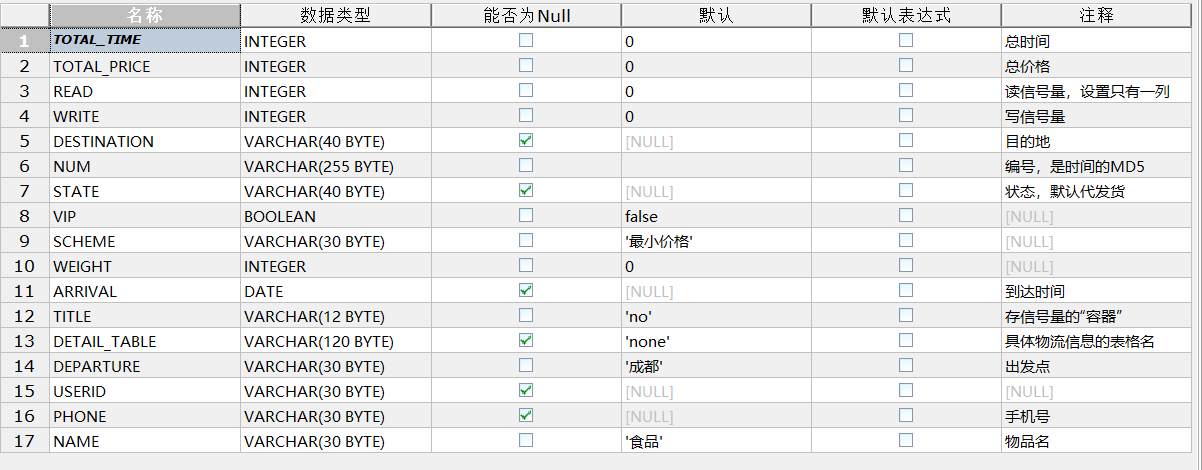 名称 数据类型 能否为Null 默认 默认表达式 注释
1 TOTAL_TIME INTEGER 0 总时间
2 TOTAL_PRICE INTEGER 0 总价格
3 READ INTEGER 0 读信号量，设置只有一列
4 WRITE INTEGER 0 写信号量
5 DESTINATION VARCHAR(40 BYTE) [NULL] 目的地
6 NUM VARCHAR(255 BYTE) 编号，是时间的MD5
7 STATE VARCHAR(40 BYTE) [NULL] 状态，默认代发货
8 VIP BOOLEAN false [NULL]
9 SCHEME VARCHAR(30 BYTE) '最小价格' [NULL]
10 WEIGHT INTEGER 0 [NULL]
11 ARRIVAL DATE [NULL] 到达时间
12 TITLE VARCHAR(12 BYTE) 'no' 存信号量的“容器”
13 DETAIL_TABLE VARCHAR(120 BYTE) 'none' 具体物流信息的表格名
14 DEPARTURE VARCHAR(30 BYTE) '成都' 出发点
15 USERID VARCHAR(30 BYTE) [NULL] [NULL]
16 PHONE VARCHAR(30 BYTE) [NULL] 手机号
17 NAME VARCHAR(30 BYTE) '食品' 物品名